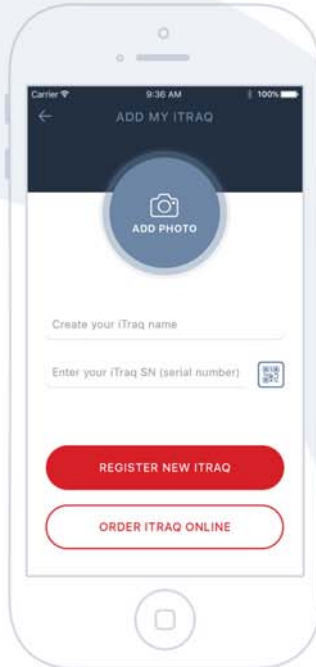 Carrier 9:36 AM 100%
ADD MY ITRAQ
ADD PHOTO
Create your iTraq name
Enter your iTraq SN (serial number)
REGISTER NEW ITRAQ
ORDER ITRAQ ONLINE